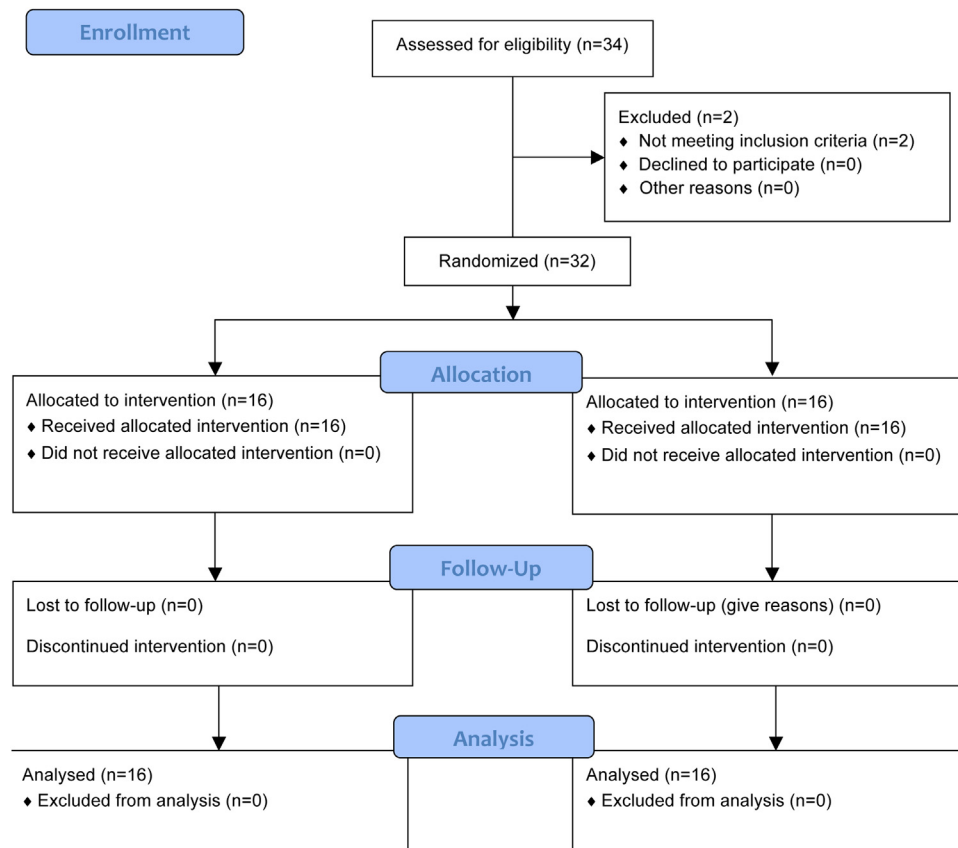 Enrollment
Assessed for eligibility (n=34)
Excluded (n=2)
♦ Not meeting inclusion criteria (n=2)
♦ Declined to participate (n=0)
♦ Other reasons (n=0)
Randomized (n=32)
Allocation
Allocated to intervention (n=16)
♦ Received allocated intervention (n=16)
♦ Did not receive allocated intervention (n=0)
Allocated to intervention (n=16)
♦ Received allocated intervention (n=16)
♦ Did not receive allocated intervention (n=0)
Follow-Up
Lost to follow-up (n=0)
Discontinued intervention (n=0)
Lost to follow-up (give reasons) (n=0)
Discontinued intervention (n=0)
Analysis
Analysed (n=16)
♦ Excluded from analysis (n=0)
Analysed (n=16)
♦ Excluded from analysis (n=0)